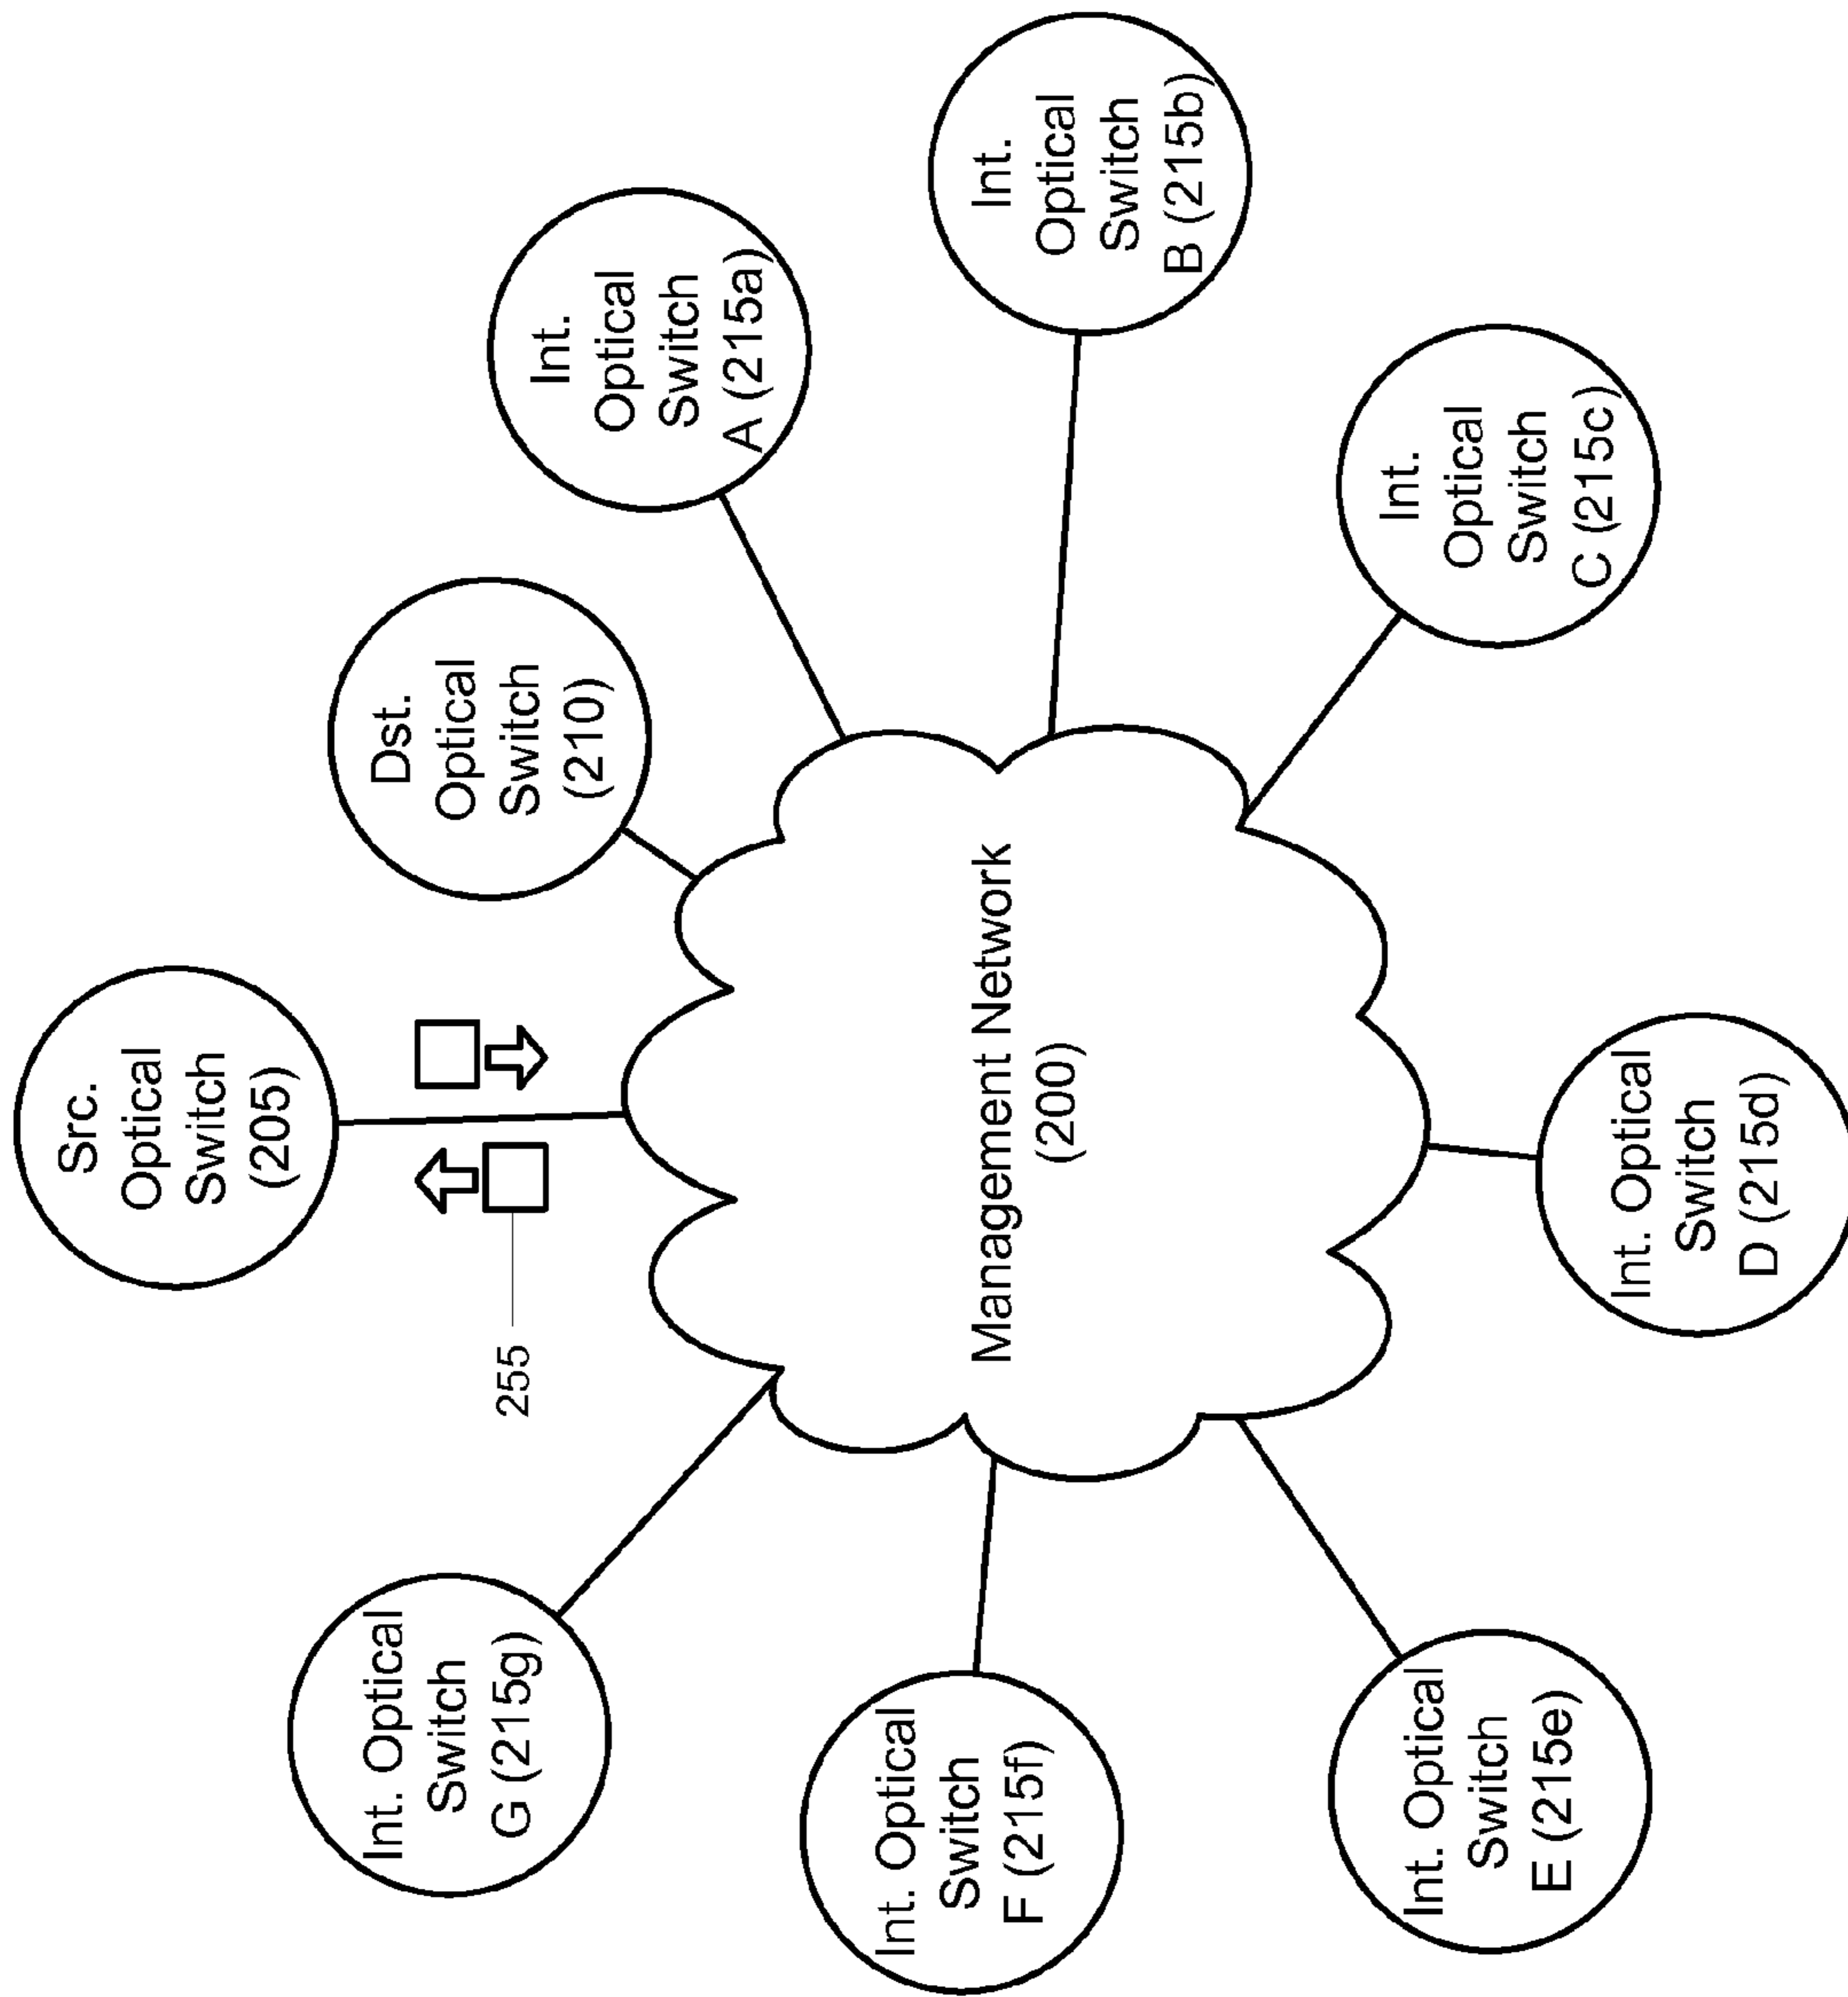 Src.
Optical
Switch
(205)
Dst.
Optical
Switch
(210)
Int.
Optical
Switch
A (215a)
Int.
Optical
Switch
B (215b)
Int.
Optical
Switch
C (215c)
Int. Optical
Switch
D (215d)
Int. Optical
Switch
E (215e)
Int. Optical
Switch
F (215f)
Int. Optical
Switch
G (215g)
255
Management Network
(200)